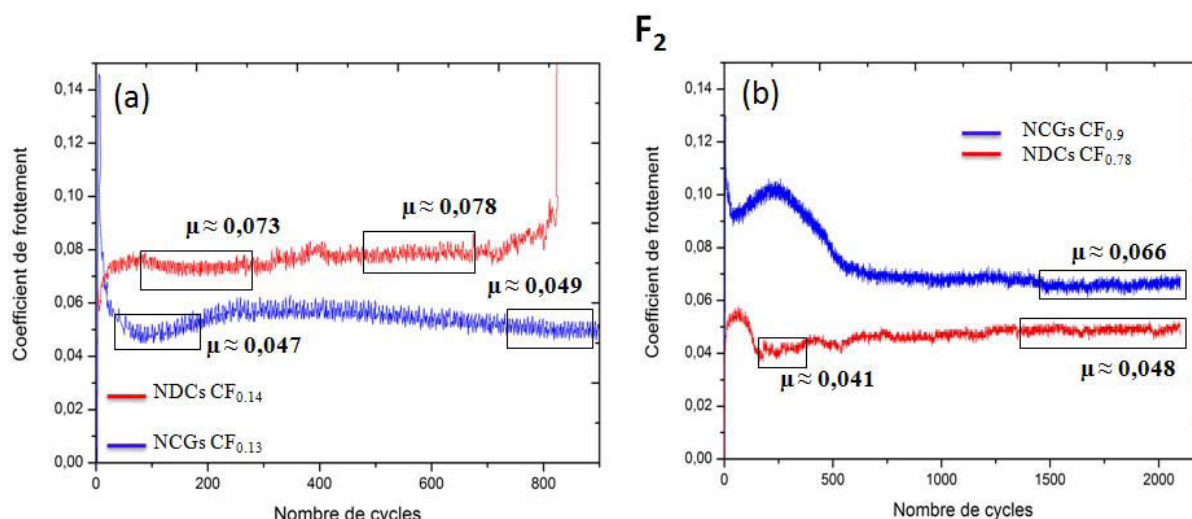 F₂
(a)
Coefficient de frottement
0,14
0,12
0,10
0,08
0,06
0,04
0,02
0,00
μ ≈ 0,073
μ ≈ 0,078
μ ≈ 0,049
μ ≈ 0,047
NDCs CF₀.₁₄
NCGs CF₀.₁₃
0 200 400 600 800
Nombre de cycles
(b)
Coefficient de frottement
0,14
0,12
0,10
0,08
0,06
0,04
0,02
0,00
NCGs CF₀.₉
NDCs CF₀.₇₈
μ ≈ 0,066
μ ≈ 0,041
μ ≈ 0,048
0 500 1000 1500 2000
Nombre de cycles